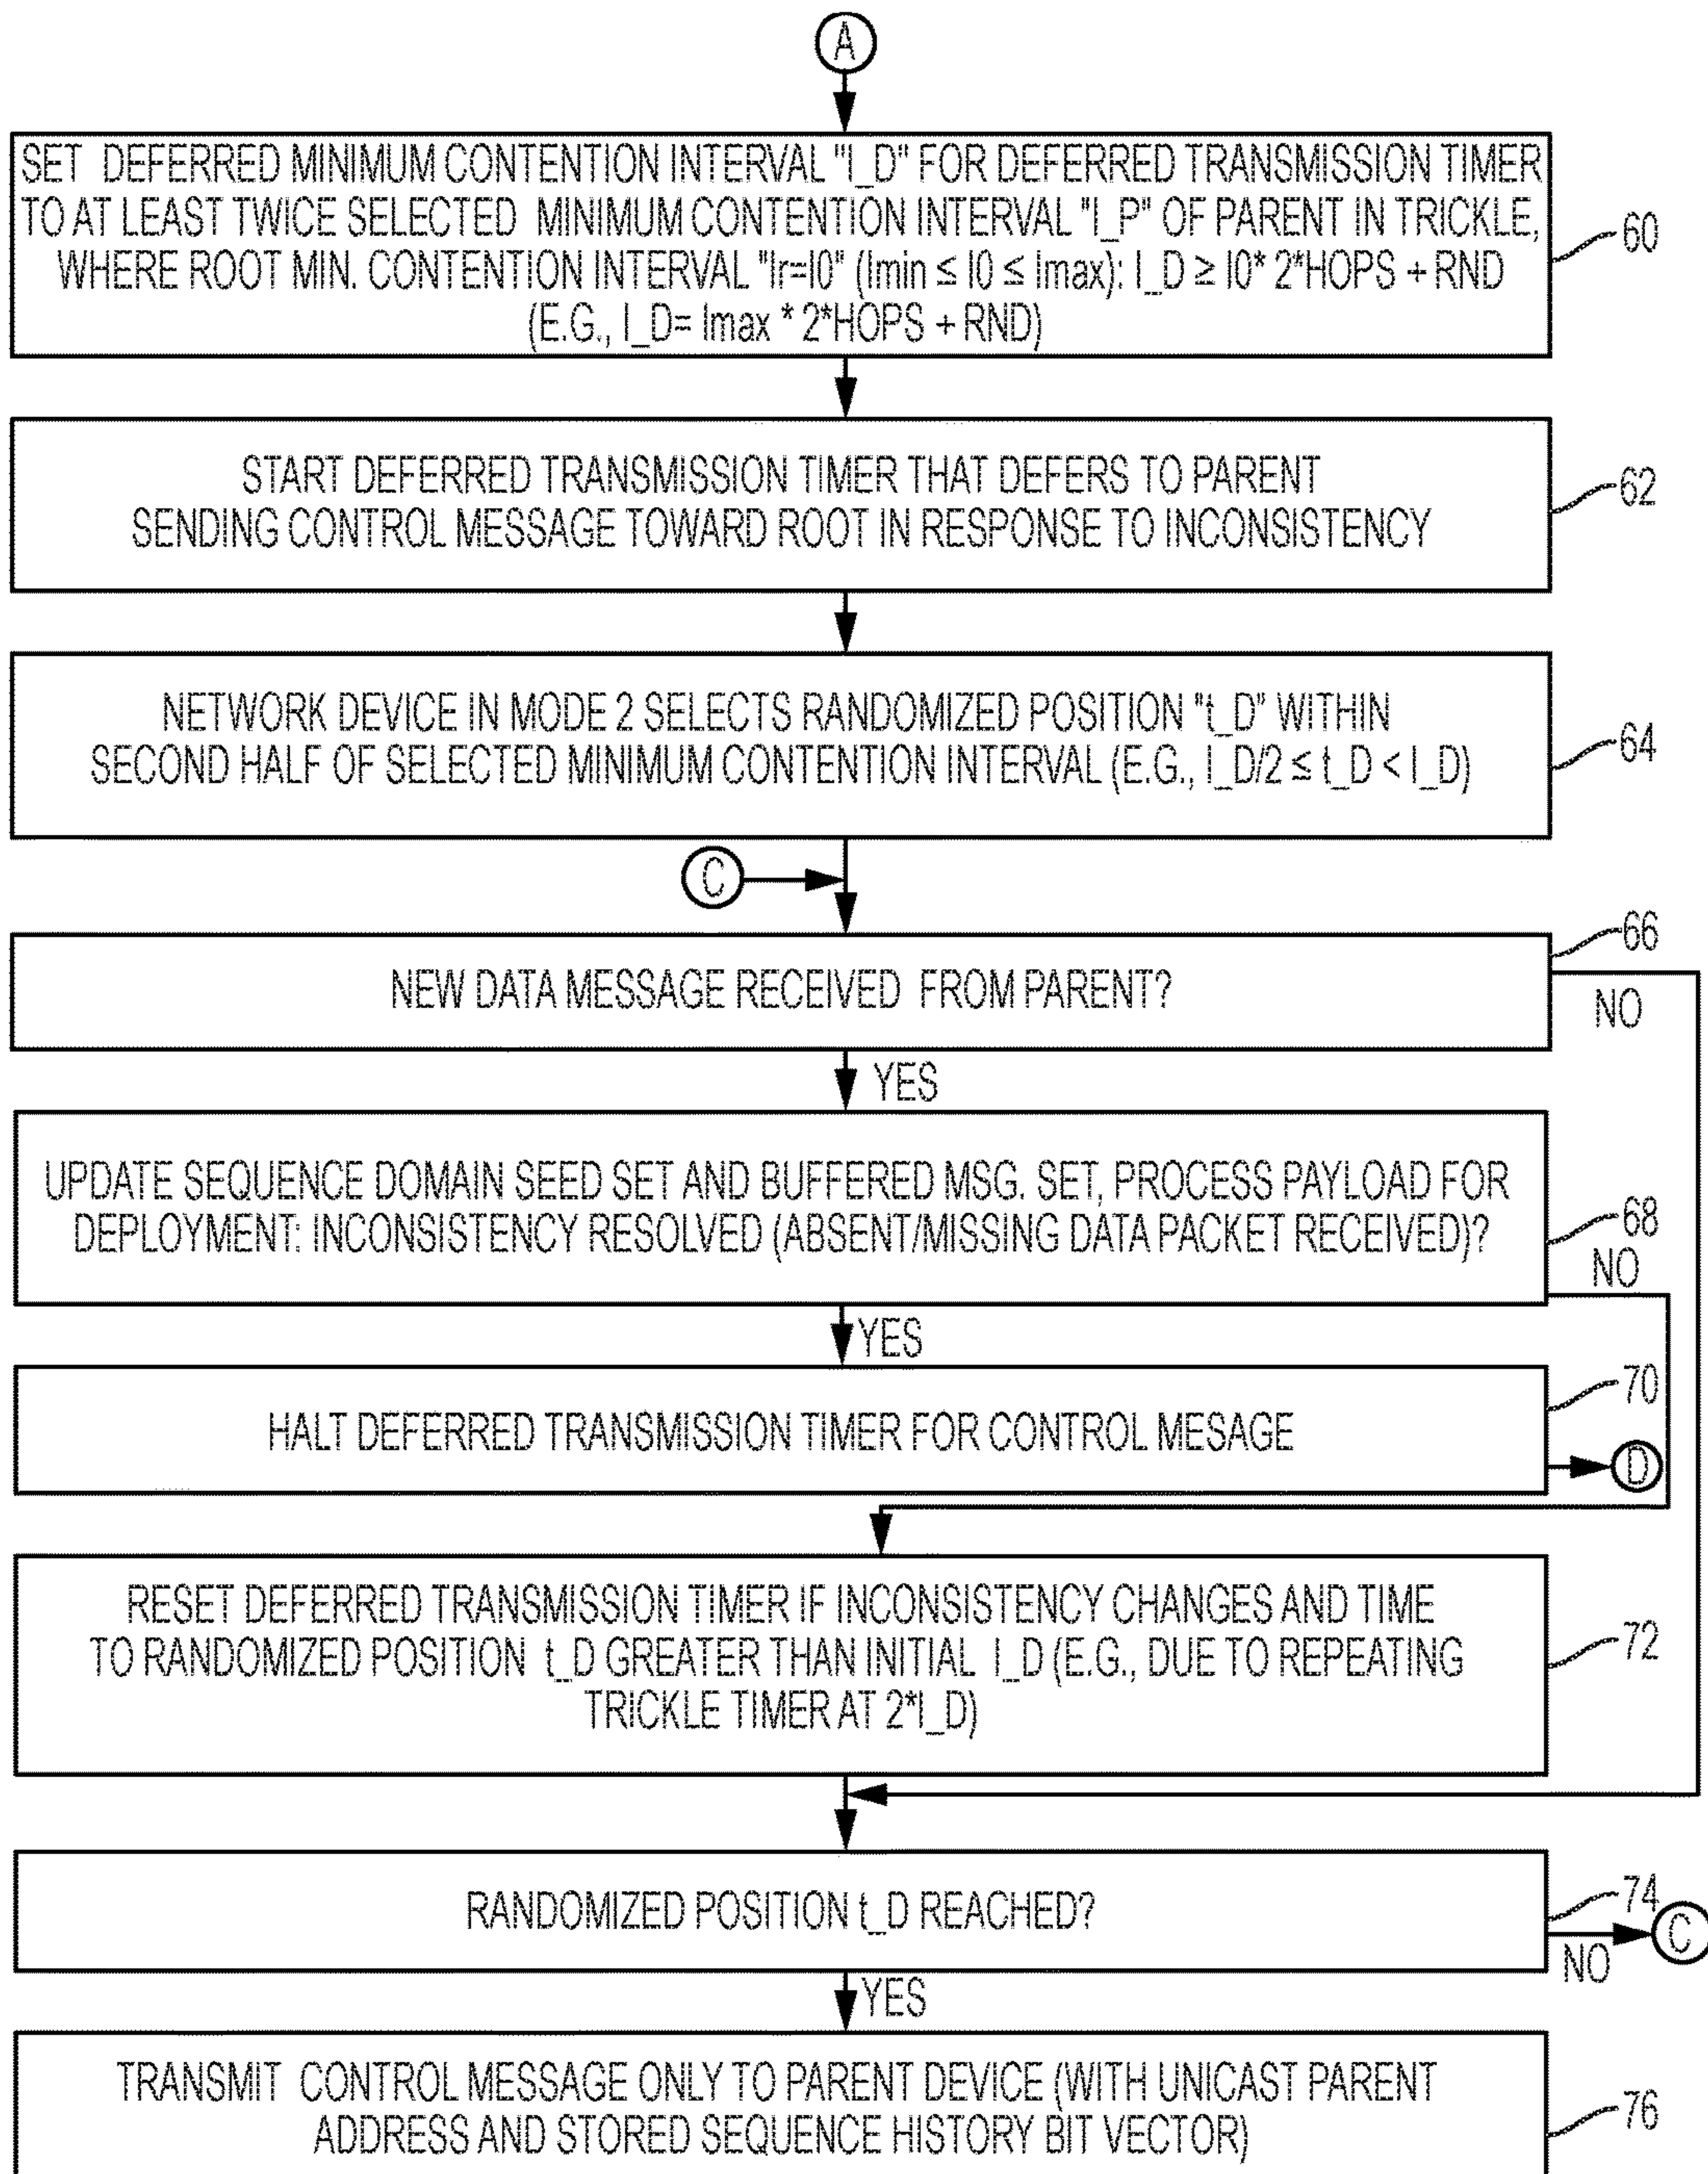 A
SET DEFERRED MINIMUM CONTENTION INTERVAL "I_D" FOR DEFERRED TRANSMISSION TIMER
TO AT LEAST TWICE SELECTED MINIMUM CONTENTION INTERVAL "I_P" OF PARENT IN TRICKLE,
WHERE ROOT MIN. CONTENTION INTERVAL "Ir=I0" (Imin ≤ I0 ≤ Imax): I_D ≥ I0* 2*HOPS + RND
(E.G., I_D= Imax * 2*HOPS + RND)
60
START DEFERRED TRANSMISSION TIMER THAT DEFERS TO PARENT
SENDING CONTROL MESSAGE TOWARD ROOT IN RESPONSE TO INCONSISTENCY
62
NETWORK DEVICE IN MODE 2 SELECTS RANDOMIZED POSITION "t_D" WITHIN
SECOND HALF OF SELECTED MINIMUM CONTENTION INTERVAL (E.G., I_D/2 ≤ t_D < I_D)
64
C
66
NEW DATA MESSAGE RECEIVED FROM PARENT?
NO
YES
UPDATE SEQUENCE DOMAIN SEED SET AND BUFFERED MSG. SET, PROCESS PAYLOAD FOR
DEPLOYMENT: INCONSISTENCY RESOLVED (ABSENT/MISSING DATA PACKET RECEIVED)?
68
NO
YES
70
HALT DEFERRED TRANSMISSION TIMER FOR CONTROL MESAGE
D
RESET DEFERRED TRANSMISSION TIMER IF INCONSISTENCY CHANGES AND TIME
TO RANDOMIZED POSITION t_D GREATER THAN INITIAL I_D (E.G., DUE TO REPEATING
TRICKLE TIMER AT 2*I_D)
72
RANDOMIZED POSITION t_D REACHED?
74
C
NO
YES
TRANSMIT CONTROL MESSAGE ONLY TO PARENT DEVICE (WITH UNICAST PARENT
ADDRESS AND STORED SEQUENCE HISTORY BIT VECTOR)
76